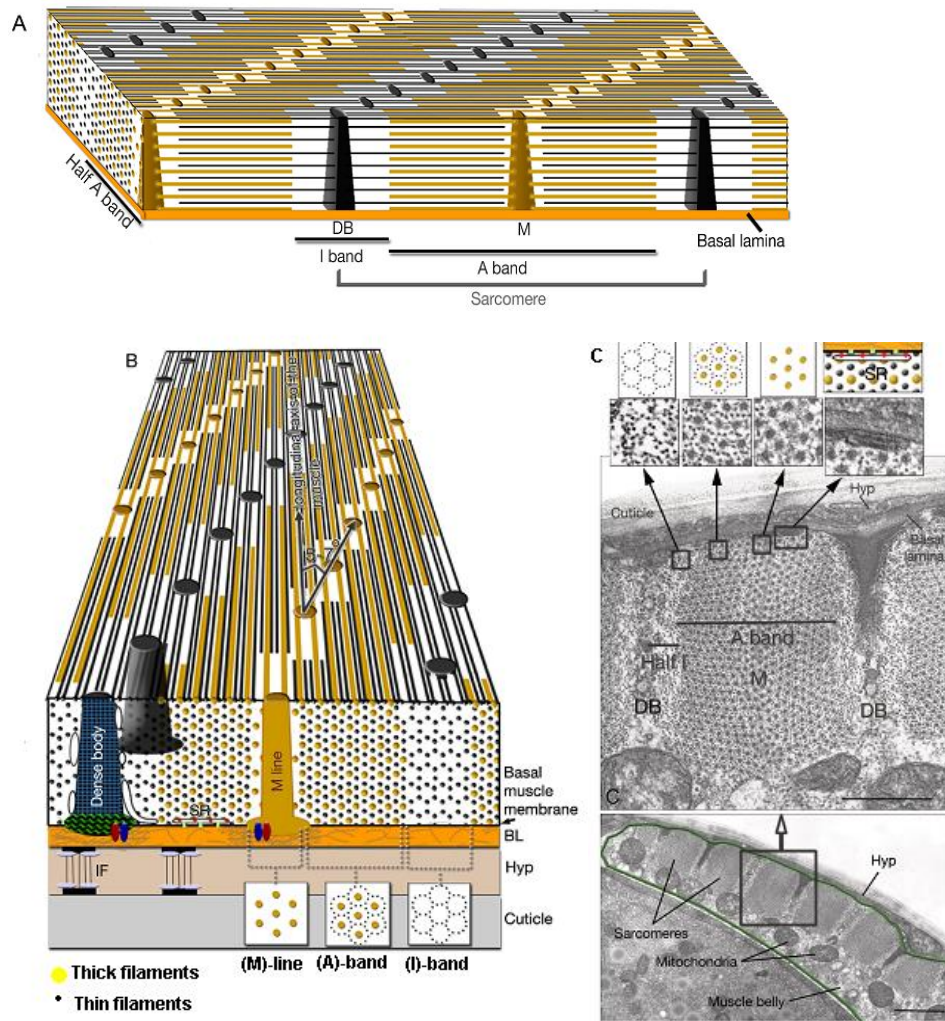 A
Half A band
DB
M
Basal lamina
I band
A band
Sarcomere
B
Longitudinal axis of the
muscle
Dense body
M line
SR
Basal
muscle
membrane
BL
IF
Hyp
Cuticle
(M)-line
(A)-band
(I)-band
Thick filaments
Thin filaments
C
SR
Cuticle
Hyp
Basal
lamina
A band
Half I
M
DB
DB
C
Hyp
Sarcomeres
Mitochondria
Muscle belly